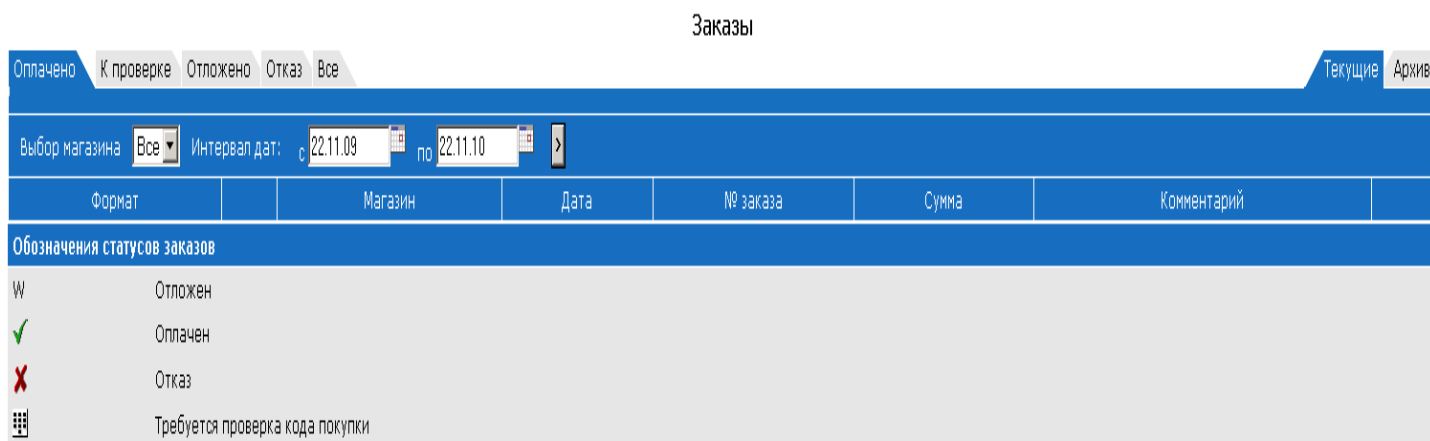 Заказы
Оплачено К проверке Отложено Отказ Все Текущие Архив
Выбор магазина Все Интервал дат: с 22.11.09 по 22.11.10 >
Формат Магазин Дата № заказа Сумма Комментарий
Обозначения статусов заказов
W Отложен
Оплачен
Отказ
Требуется проверка кода покупки